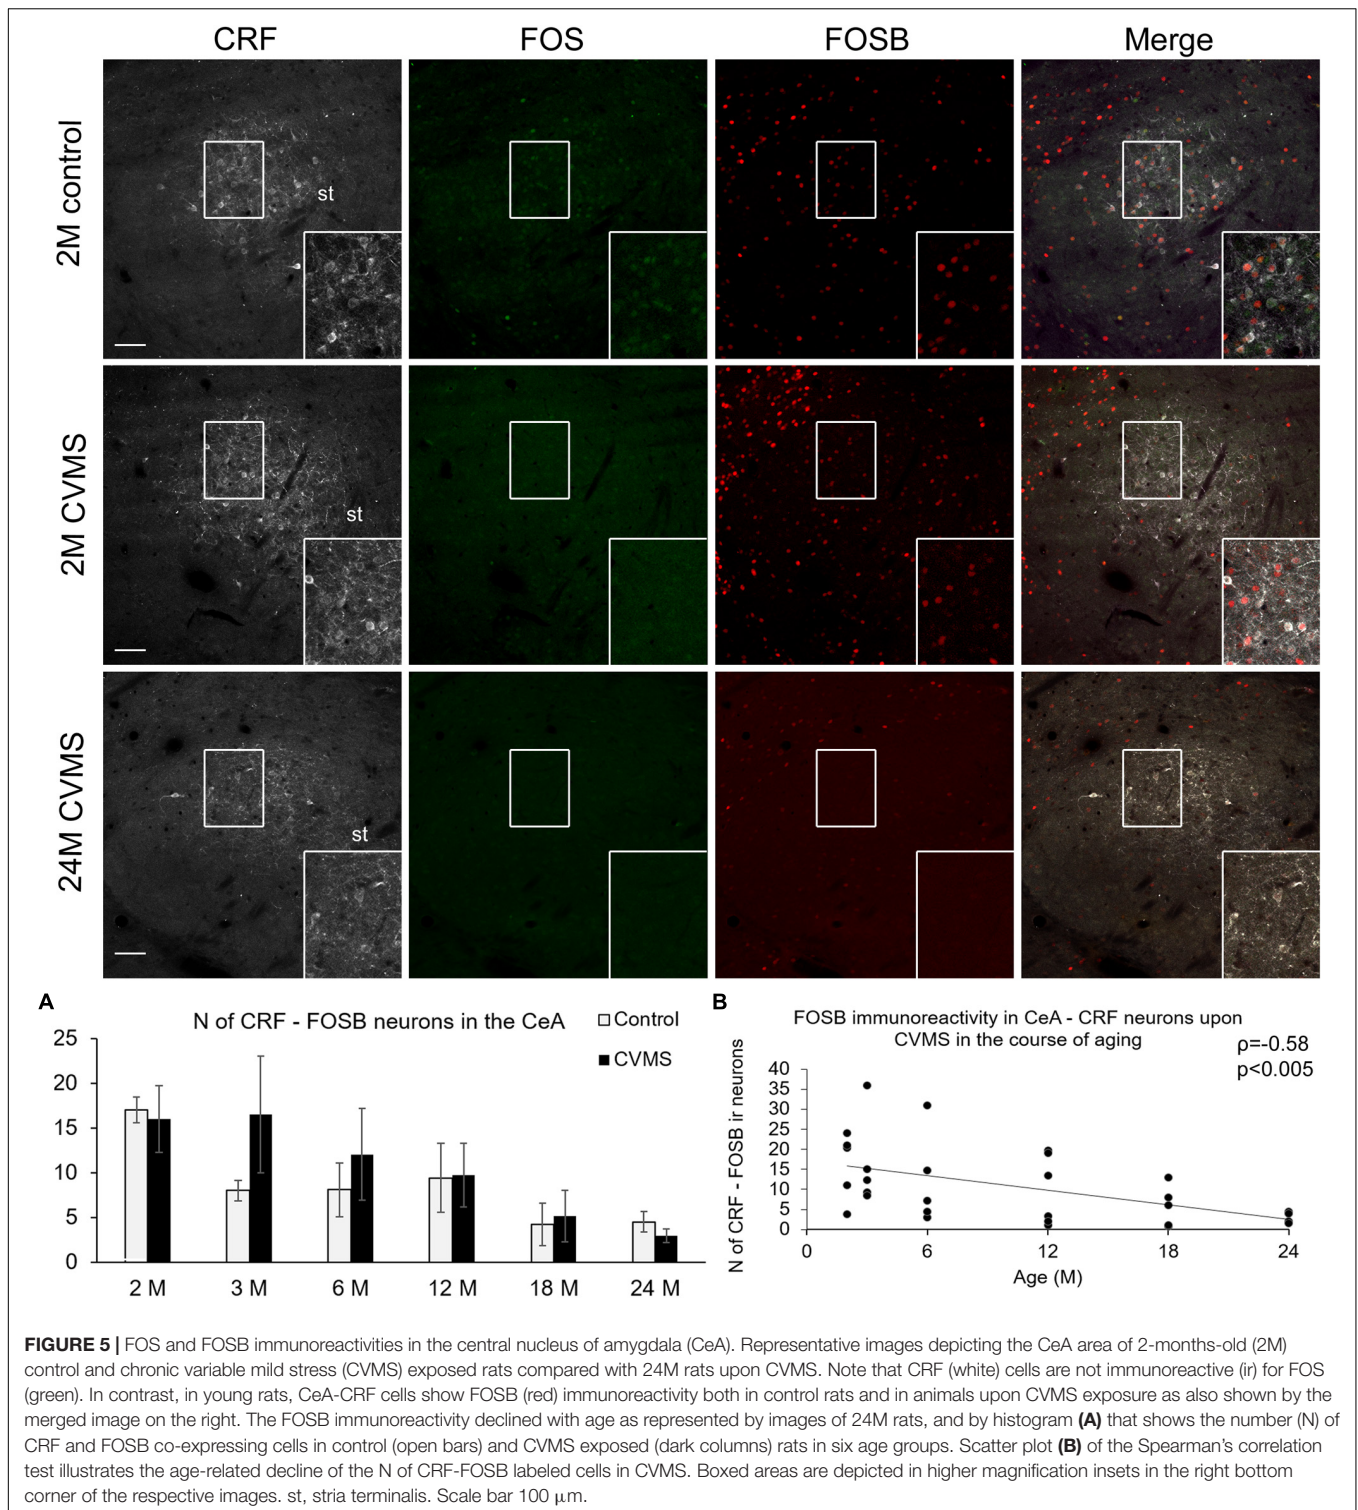 CRF FOS FOSB Merge
2M control
st
2M CVMS
st
24M CVMS
st
A
N of CRF - FOSB neurons in the CeA
Control
CVMS
25
20
15
10
5
0
2 M 3 M 6 M 12 M 18 M 24 M
B
FOSB immunoreactivity in CeA - CRF neurons upon
CVMS in the course of aging
ρ=-0.58
p<0.005
N of CRF - FOSB ir neurons
40
35
30
25
20
15
10
5
0
0 6 12 18 24
Age (M)
FIGURE 5 | FOS and FOSB immunoreactivities in the central nucleus of amygdala (CeA). Representative images depicting the CeA area of 2-months-old (2M)
control and chronic variable mild stress (CVMS) exposed rats compared with 24M rats upon CVMS. Note that CRF (white) cells are not immunoreactive (ir) for FOS
(green). In contrast, in young rats, CeA-CRF cells show FOSB (red) immunoreactivity both in control rats and in animals upon CVMS exposure as also shown by the
merged image on the right. The FOSB immunoreactivity declined with age as represented by images of 24M rats, and by histogram (A) that shows the number (N) of
CRF and FOSB co-expressing cells in control (open bars) and CVMS exposed (dark columns) rats in six age groups. Scatter plot (B) of the Spearman's correlation
test illustrates the age-related decline of the N of CRF-FOSB labeled cells in CVMS. Boxed areas are depicted in higher magnification insets in the right bottom
corner of the respective images. st, stria terminalis. Scale bar 100 μm.